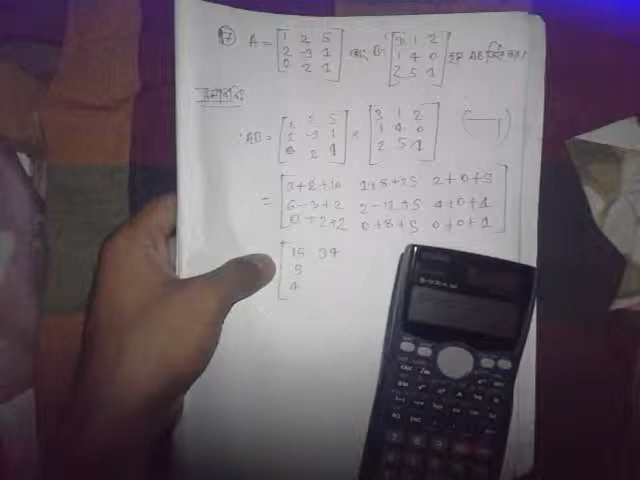 A = [1 2 5 এবং B = [3 1 2 হলে AB নির্ণয় কর।
2 -3 1 1 4 0
0 2 1] 2 5 1]
সমাধানঃ
AB = [1 2 5 × [3 1 2
2 -3 1 1 4 0
0 2 1] 2 5 1]
= [3+2+10 1+8+25 2+0+5
6-3+2 2-12+5 4+0+1
0+2+2 0+8+5 0+0+1]
[15 34
5
4